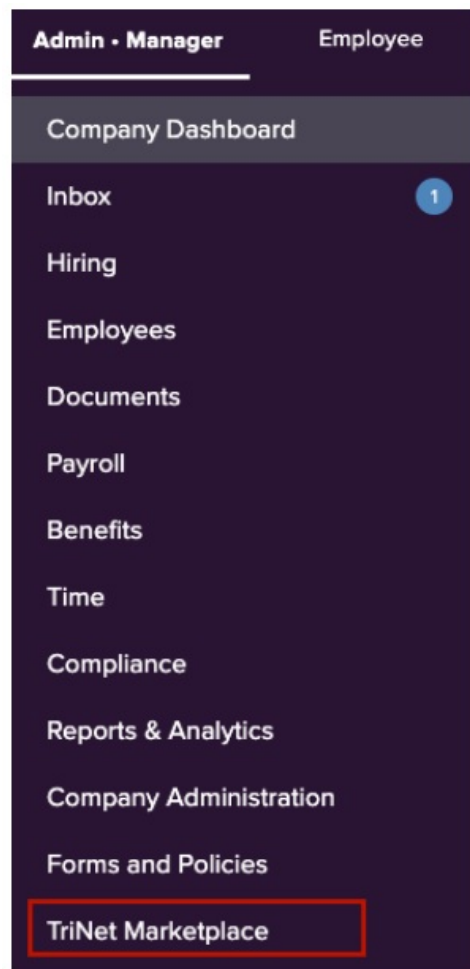 Admin • Manager Employee
Company Dashboard
Inbox 1
Hiring
Employees
Documents
Payroll
Benefits
Time
Compliance
Reports & Analytics
Company Administration
Forms and Policies
TriNet Marketplace